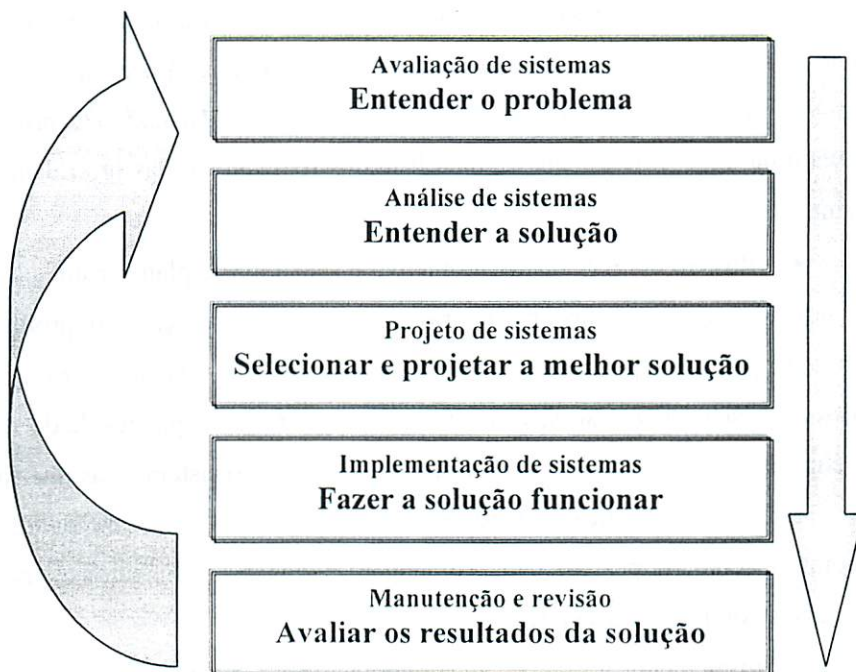 Avaliação de sistemas
Entender o problema
Análise de sistemas
Entender a solução
Projeto de sistemas
Selecionar e projetar a melhor solução
Implementação de sistemas
Fazer a solução funcionar
Manutenção e revisão
Avaliar os resultados da solução